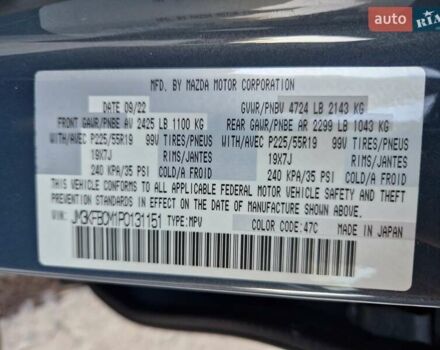 auto
RIA
MFD. BY MAZDA MOTOR CORPORATION
DATE: 09/22 GVWR/PNBV 4724 LB 2143 KG
FRONT GAWR/PNBE AV 2425 LB 1100 KG REAR GAWR/PNBE AR 2299 LB 1043 KG
WITH/AVEC P225/55R19 99V TIRES/PNEUS WITH/AVEC P225/55R19 99V TIRES/PNEUS
19X7J RIMS/JANTES 19X7J RIMS/JANTES
240 KPA/35 PSI COLD/A FROID 240 KPA/35 PSI COLD/A FROID
THIS VEHICLE CONFORMS TO ALL APPLICABLE FEDERAL MOTOR VEHICLE SAFETY AND THEFT
PREVENTION STANDARDS IN EFFECT ON THE DATE OF MANUFACTURE SHOWN ABOVE.
VIN: TYPE:MPV COLOR CODE:47C MADE IN JAPAN